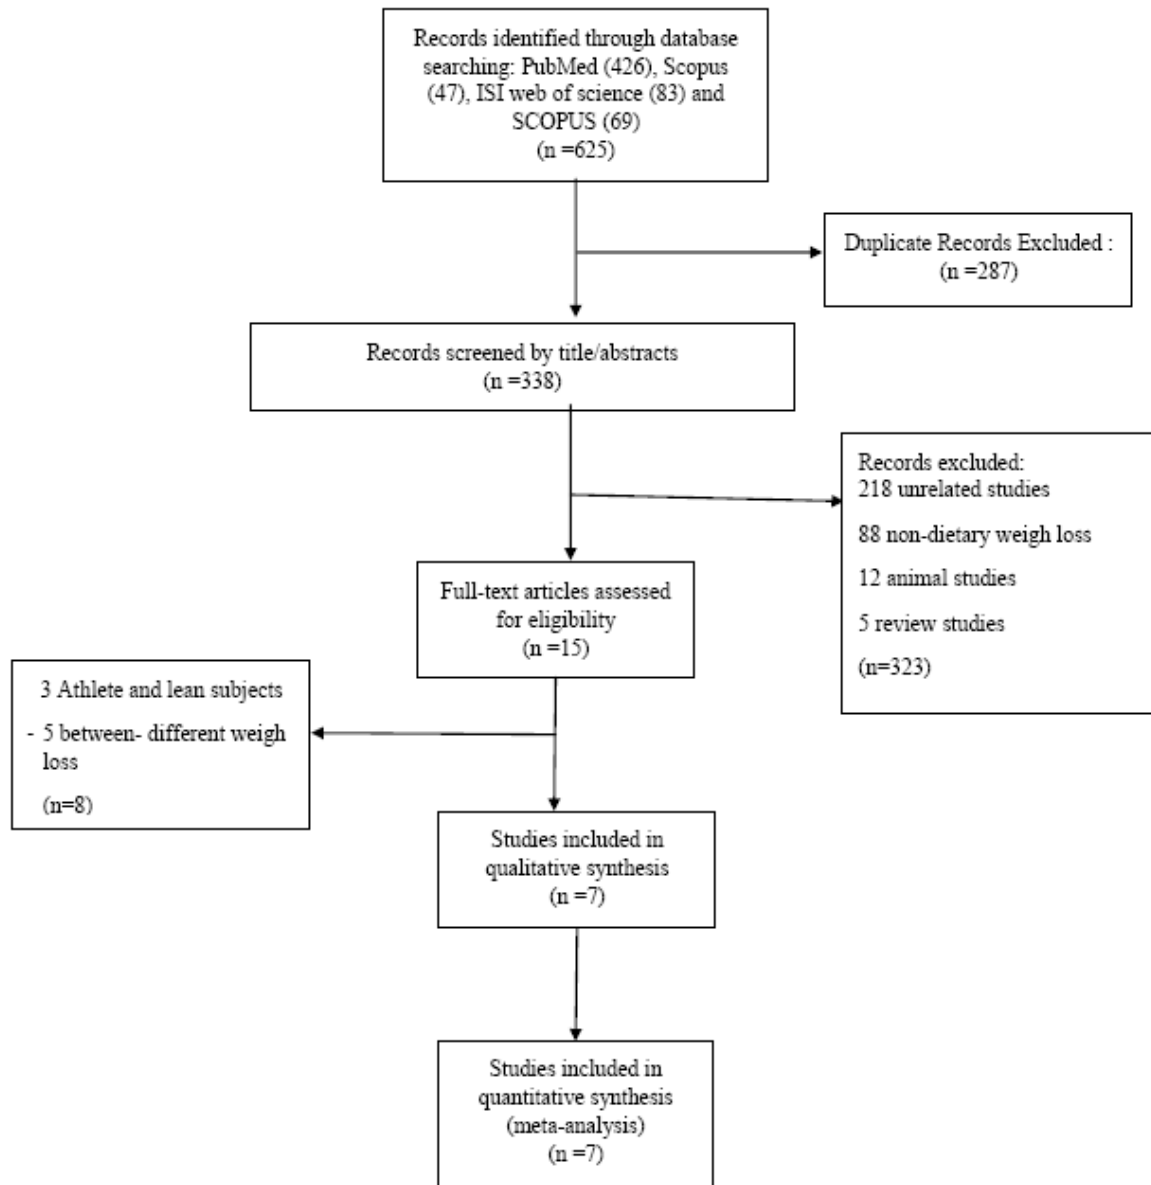 Records identified through database
searching: PubMed (426), Scopus
(47), ISI web of science (83) and
SCOPUS (69)
(n =625)
Duplicate Records Excluded :
(n =287)
Records screened by title/abstracts
(n =338)
Records excluded:
218 unrelated studies
88 non-dietary weigh loss
12 animal studies
5 review studies
(n=323)
Full-text articles assessed
for eligibility
(n =15)
3 Athlete and lean subjects
- 5 between- different weigh
loss
(n=8)
Studies included in
qualitative synthesis
(n =7)
Studies included in
quantitative synthesis
(meta-analysis)
(n =7)